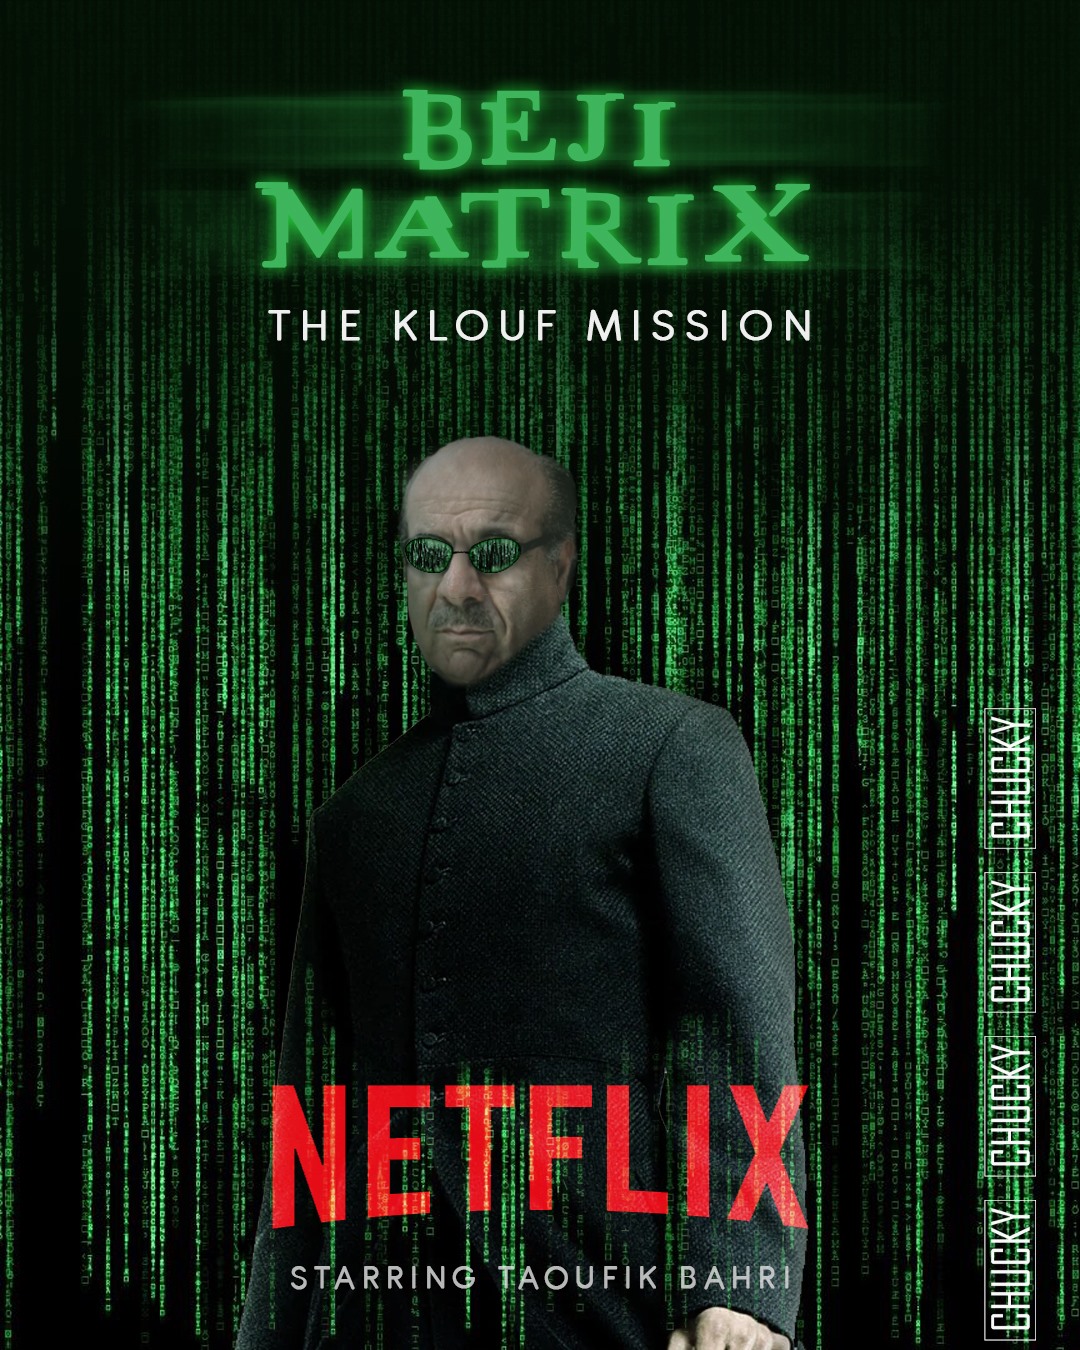 BEJI
MATRIX
THE KLOUF MISSION
NETFLIX
STARRING TAOUFIK BAHRI
CHUCKY
CHUCKY
CHUCKY
CHUCKY